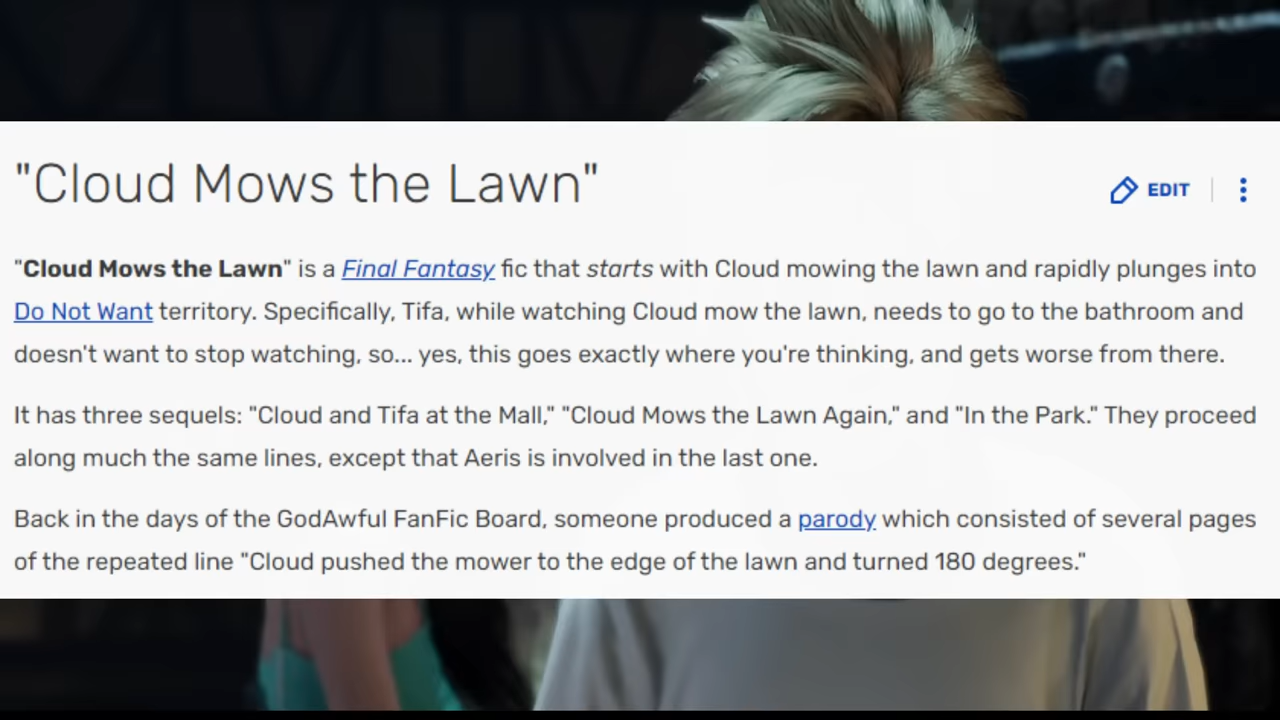 "Cloud Mows the Lawn"
EDIT
"Cloud Mows the Lawn" is a Final Fantasy fic that starts with Cloud mowing the lawn and rapidly plunges into
Do Not Want territory. Specifically, Tifa, while watching Cloud mow the lawn, needs to go to the bathroom and
doesn't want to stop watching, so... yes, this goes exactly where you're thinking, and gets worse from there.
It has three sequels: "Cloud and Tifa at the Mall," "Cloud Mows the Lawn Again," and "In the Park." They proceed
along much the same lines, except that Aeris is involved in the last one.
Back in the days of the GodAwful FanFic Board, someone produced a parody which consisted of several pages
of the repeated line "Cloud pushed the mower to the edge of the lawn and turned 180 degrees."